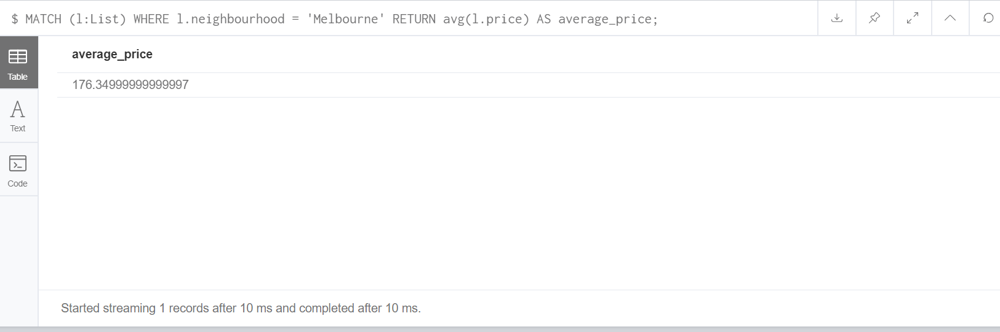 $ MATCH (l:List) WHERE l.neighbourhood = 'Melbourne' RETURN avg(l.price) AS average_price;
average_price
Table
176.34999999999997
Text
Code
Started streaming 1 records after 10 ms and completed after 10 ms.